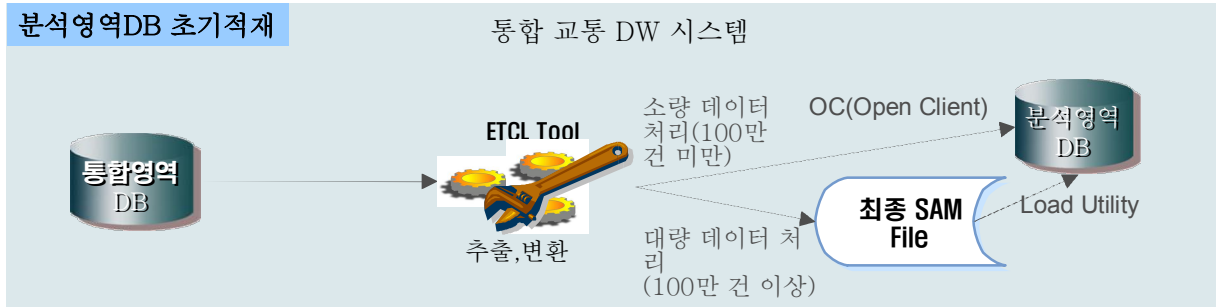 분석영역DB 초기적재
통합 교통 DW 시스템
통합영역
DB
ETCL Tool
추출,변환
소량 데이터
처리(100만
건 미만)
OC(Open Client)
분석영역
DB
대량 데이터 처
리
(100만 건 이상)
최종 SAM
File
Load Utility